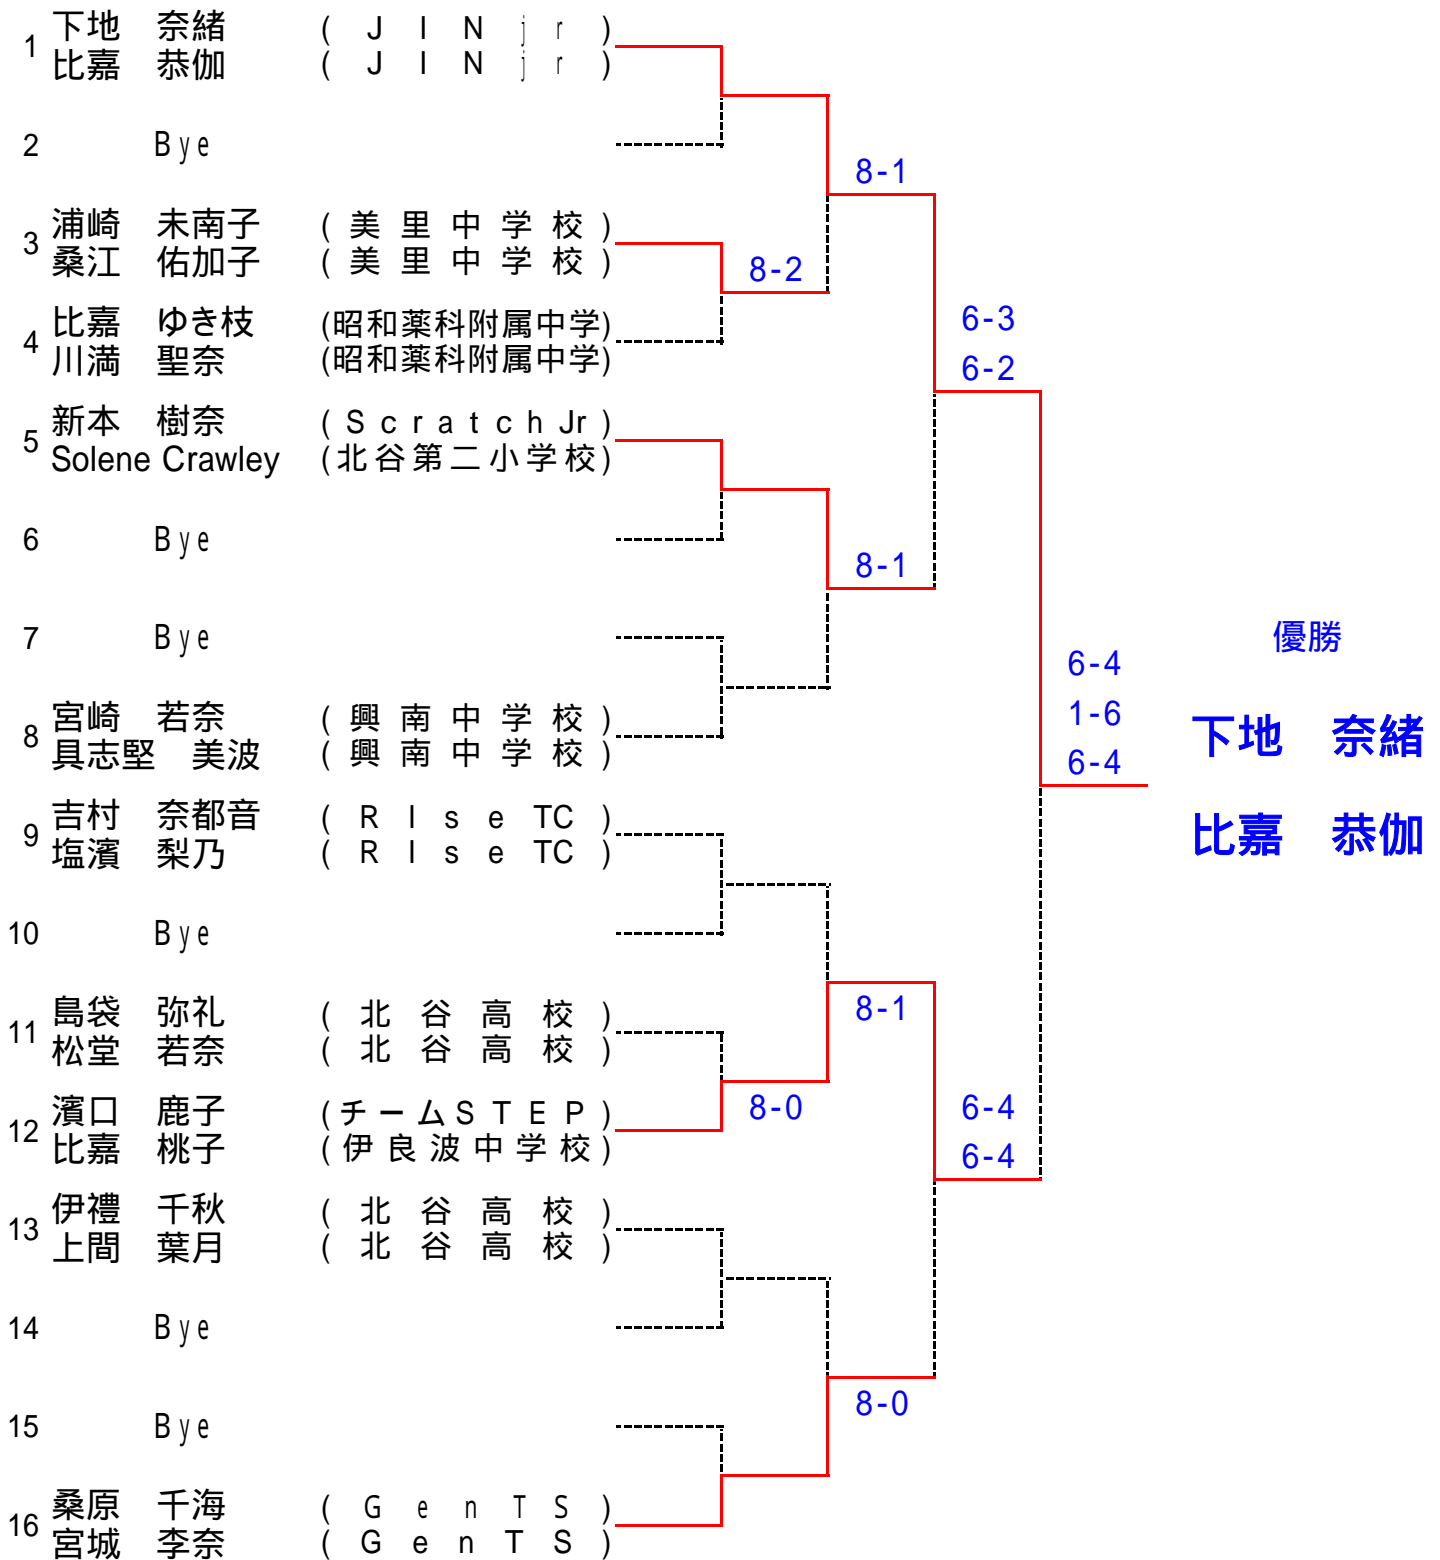 1 下地 奈緒 (JINjr)
比嘉 恭伽 (JINjr)
2 Bye
8-1
3 浦崎 未南子 (美里中学校)
桑江 佑加子 (美里中学校)
8-2
4 比嘉 ゆき枝 (昭和薬科附属中学)
川満 聖奈 (昭和薬科附属中学)
6-3
6-2
5 新本 樹奈 (ScratchJr)
Solene Crawley (北谷第二小学校)
6 Bye
8-1
7 Bye
8 宮崎 若奈 (興南中学校)
具志堅 美波 (興南中学校)
6-4
1-6
6-4
優勝
下地 奈緒
比嘉 恭伽
9 吉村 奈都音 (RIseTC)
塩濱 梨乃 (RIseTC)
10 Bye
11 島袋 弥礼 (北谷高校)
松堂 若奈 (北谷高校)
8-1
12 濱口 鹿子 (チームSTEP)
比嘉 桃子 (伊良波中学校)
8-0
6-4
6-4
13 伊禮 千秋 (北谷高校)
上間 葉月 (北谷高校)
14 Bye
8-0
15 Bye
16 桑原 千海 (GenTS)
宮城 李奈 (GenTS)